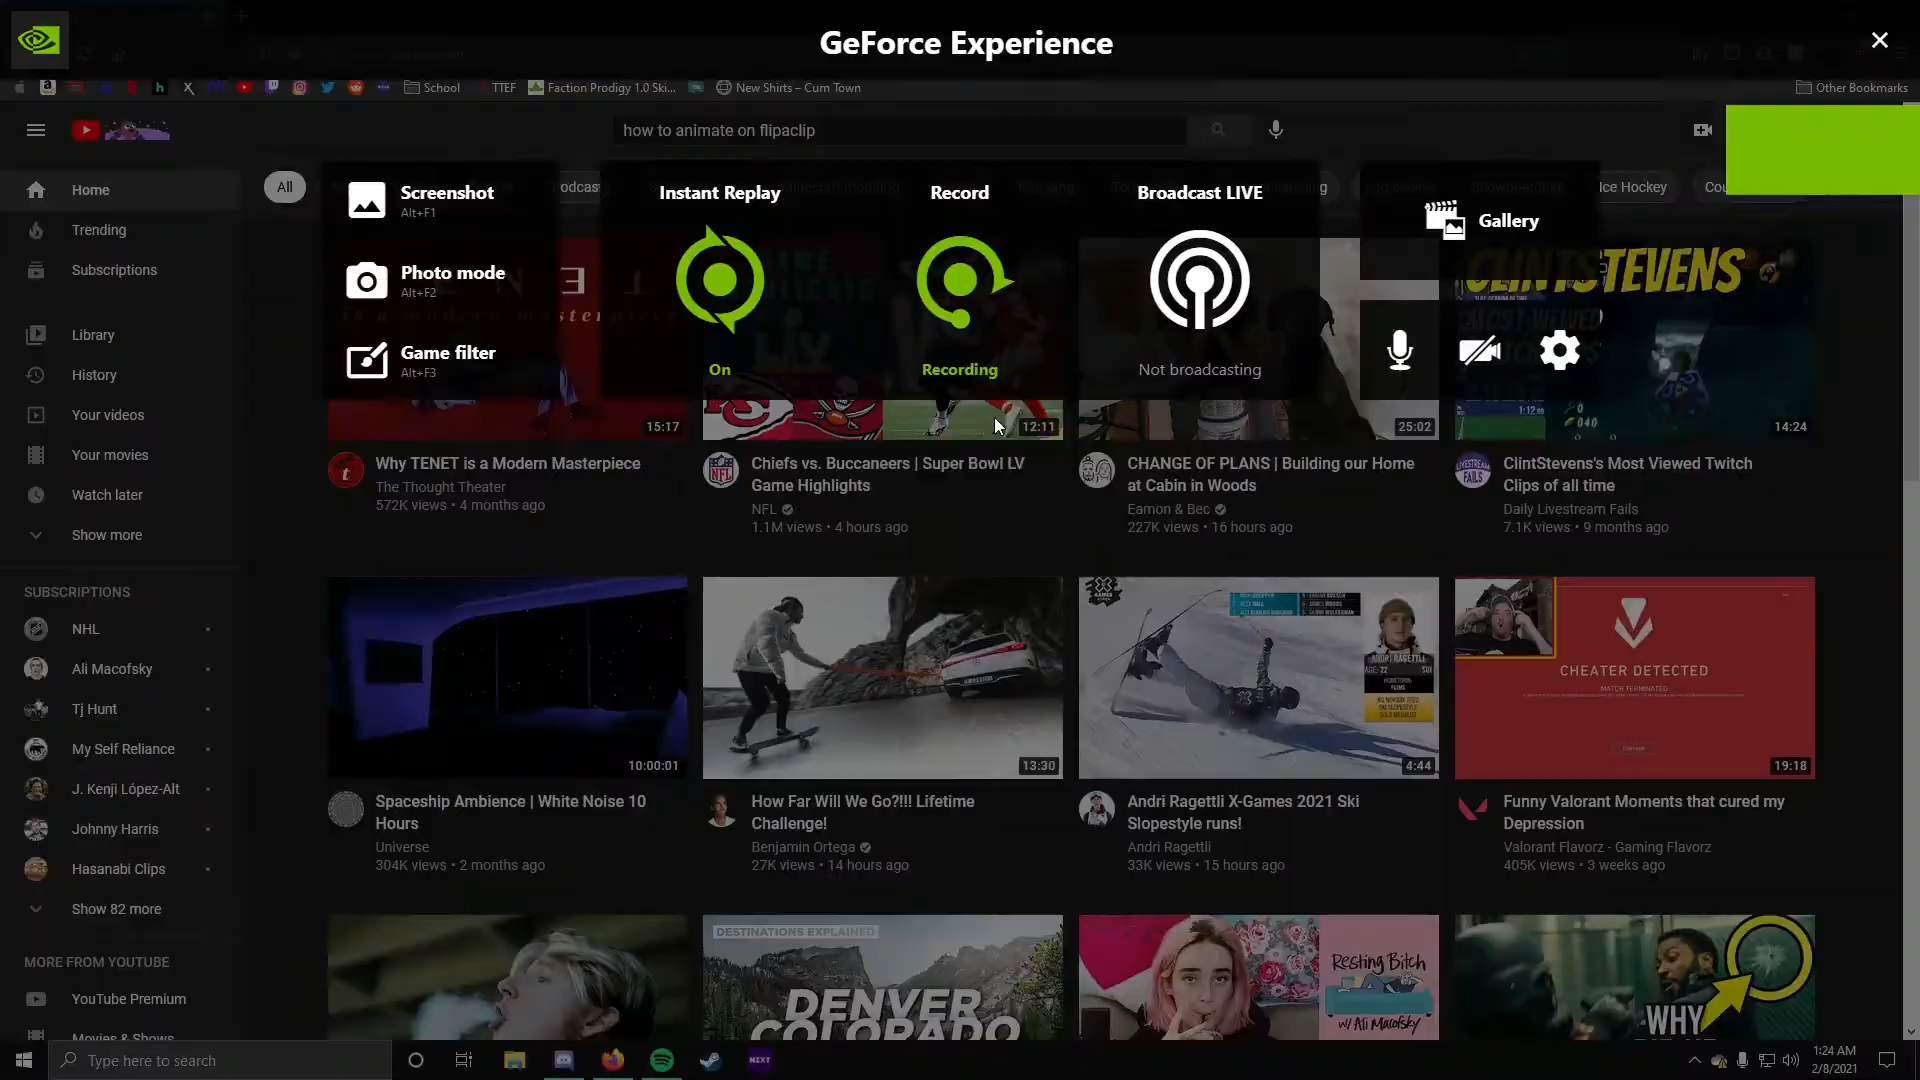 GeForce Experience
School
TTEF
Faction Prodigy 1.0 Ski...
New Shirts – Cum Town
Other Bookmarks
how to animate on flipaclip
Home
Trending
Subscriptions
Library
History
Your videos
Your movies
Watch later
Show more
SUBSCRIPTIONS
NHL
Ali Macofsky
Tj Hunt
My Self Reliance
J. Kenji López-Alt
Johnny Harris
Hasanabi Clips
Show 82 more
MORE FROM YOUTUBE
YouTube Premium
Movies & Shows
All
Podcast
Ice Hockey
Cou
Screenshot
Alt+F1
Photo mode
Alt+F2
Game filter
Alt+F3
Instant Replay
On
Record
Recording
Broadcast LIVE
Not broadcasting
Gallery
15:17
Why TENET is a Modern Masterpiece
The Thought Theater
572K views • 4 months ago
12:11
Chiefs vs. Buccaneers | Super Bowl LV
Game Highlights
NFL
1.1M views • 4 hours ago
25:02
CHANGE OF PLANS | Building our Home
at Cabin in Woods
Eamon & Bec
227K views • 16 hours ago
CLINTSTEVENS
14:24
ClintStevens's Most Viewed Twitch
Clips of all time
Daily Livestream Fails
7.1K views • 9 months ago
10:00:01
Spaceship Ambience | White Noise 10
Hours
Universe
304K views • 2 months ago
13:30
How Far Will We Go?!!! Lifetime
Challenge!
Benjamin Ortega
27K views • 14 hours ago
X GAMES
ANDRI RAGETTLI
4:44
Andri Ragettli X-Games 2021 Ski
Slopestyle runs!
Andri Ragettli
33K views • 15 hours ago
CHEATER DETECTED
MATCH TERMINATED
19:18
Funny Valorant Moments that cured my
Depression
Valorant Flavorz - Gaming Flavorz
405K views • 3 weeks ago
DESTINATIONS EXPLAINED
DENVER
COLORADO
Resting Bitch
w/ Ali Macofsky
WHY
Type here to search
NZXT
1:24 AM
2/8/2021